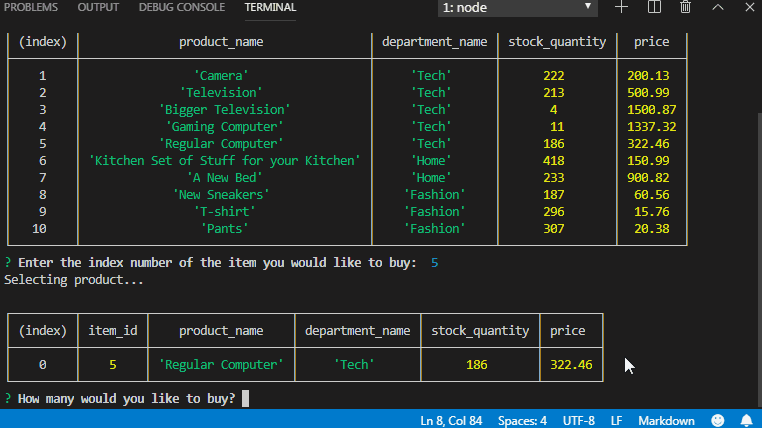 PROBLEMS OUTPUT DEBUG CONSOLE TERMINAL 1: node
(index) product_name department_name stock_quantity price
1 'Camera' 'Tech' 222 200.13
2 'Television' 'Tech' 213 500.99
3 'Bigger Television' 'Tech' 4 1500.87
4 'Gaming Computer' 'Tech' 11 1337.32
5 'Regular Computer' 'Tech' 186 322.46
6 'Kitchen Set of Stuff for your Kitchen' 'Home' 418 150.99
7 'A New Bed' 'Home' 233 900.82
8 'New Sneakers' 'Fashion' 187 60.56
9 'T-shirt' 'Fashion' 296 15.76
10 'Pants' 'Fashion' 307 20.38
? Enter the index number of the item you would like to buy: 5
Selecting product...
(index) item_id product_name department_name stock_quantity price
0 5 'Regular Computer' 'Tech' 186 322.46
? How many would you like to buy?
Ln 8, Col 84 Spaces: 4 UTF-8 LF Markdown